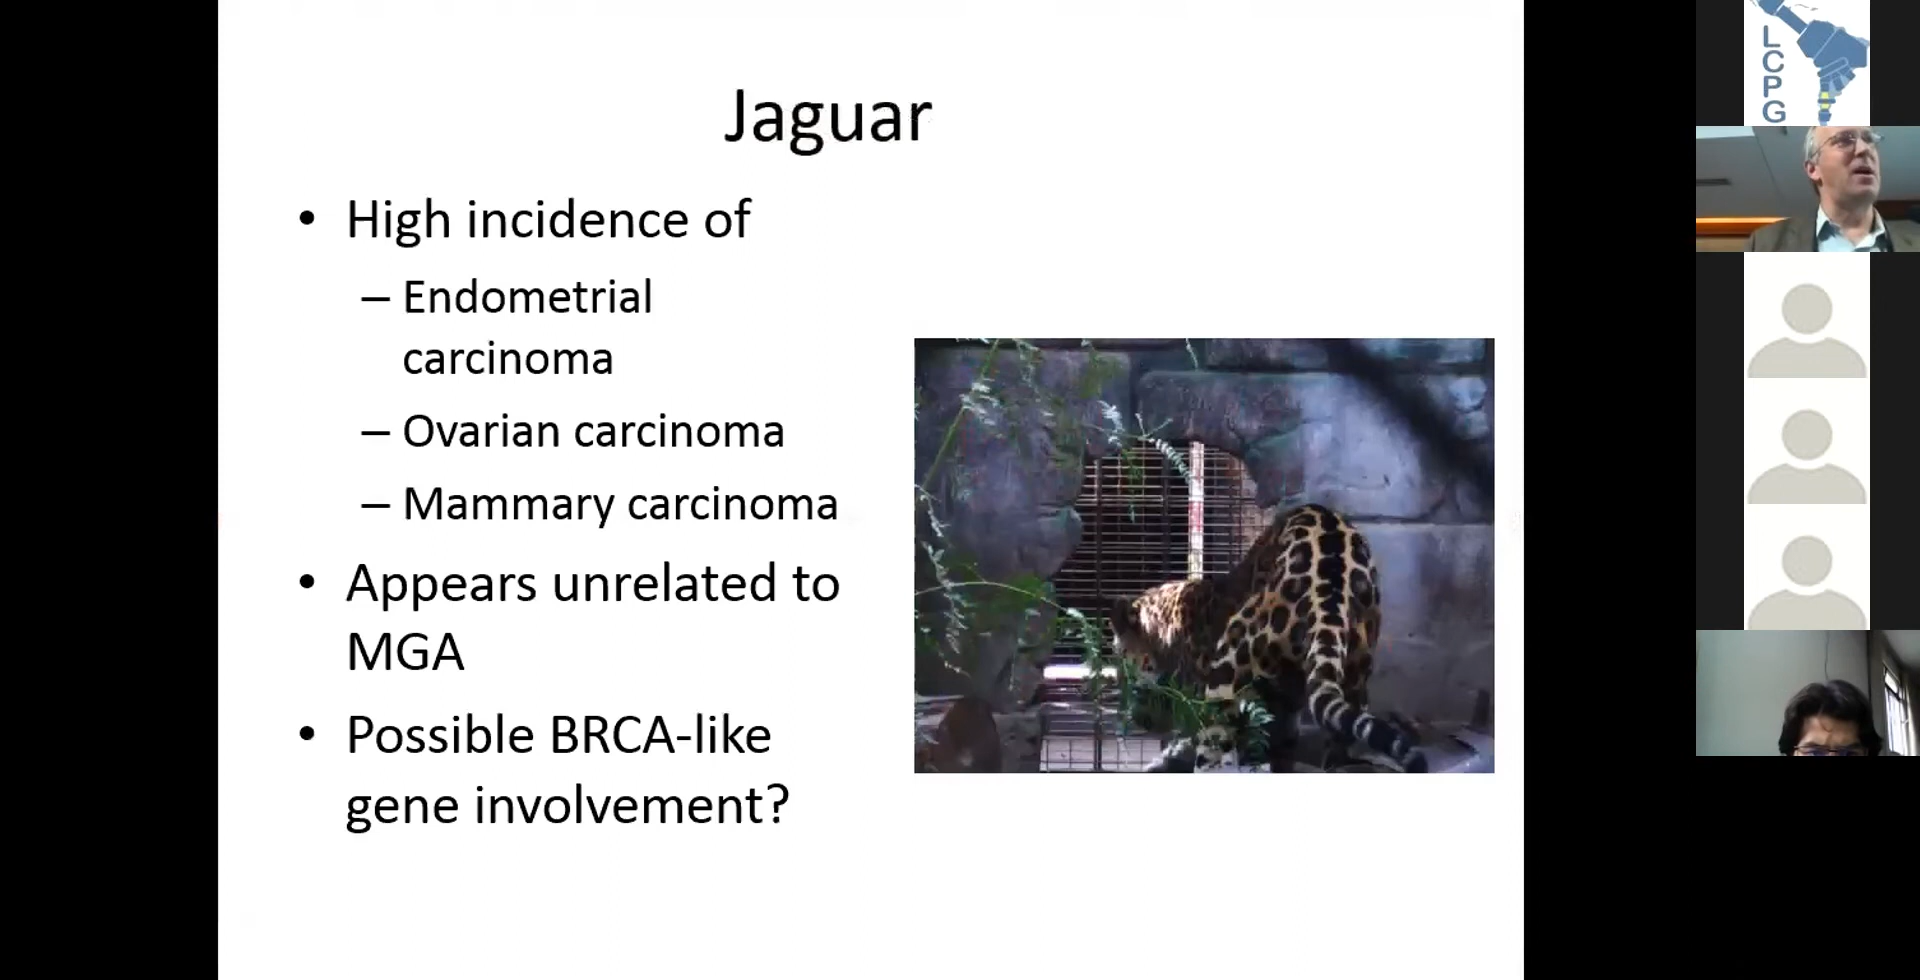 Jaguar
• High incidence of
– Endometrial
carcinoma
– Ovarian carcinoma
– Mammary carcinoma
• Appears unrelated to
MGA
• Possible BRCA-like
gene involvement?
LCPG